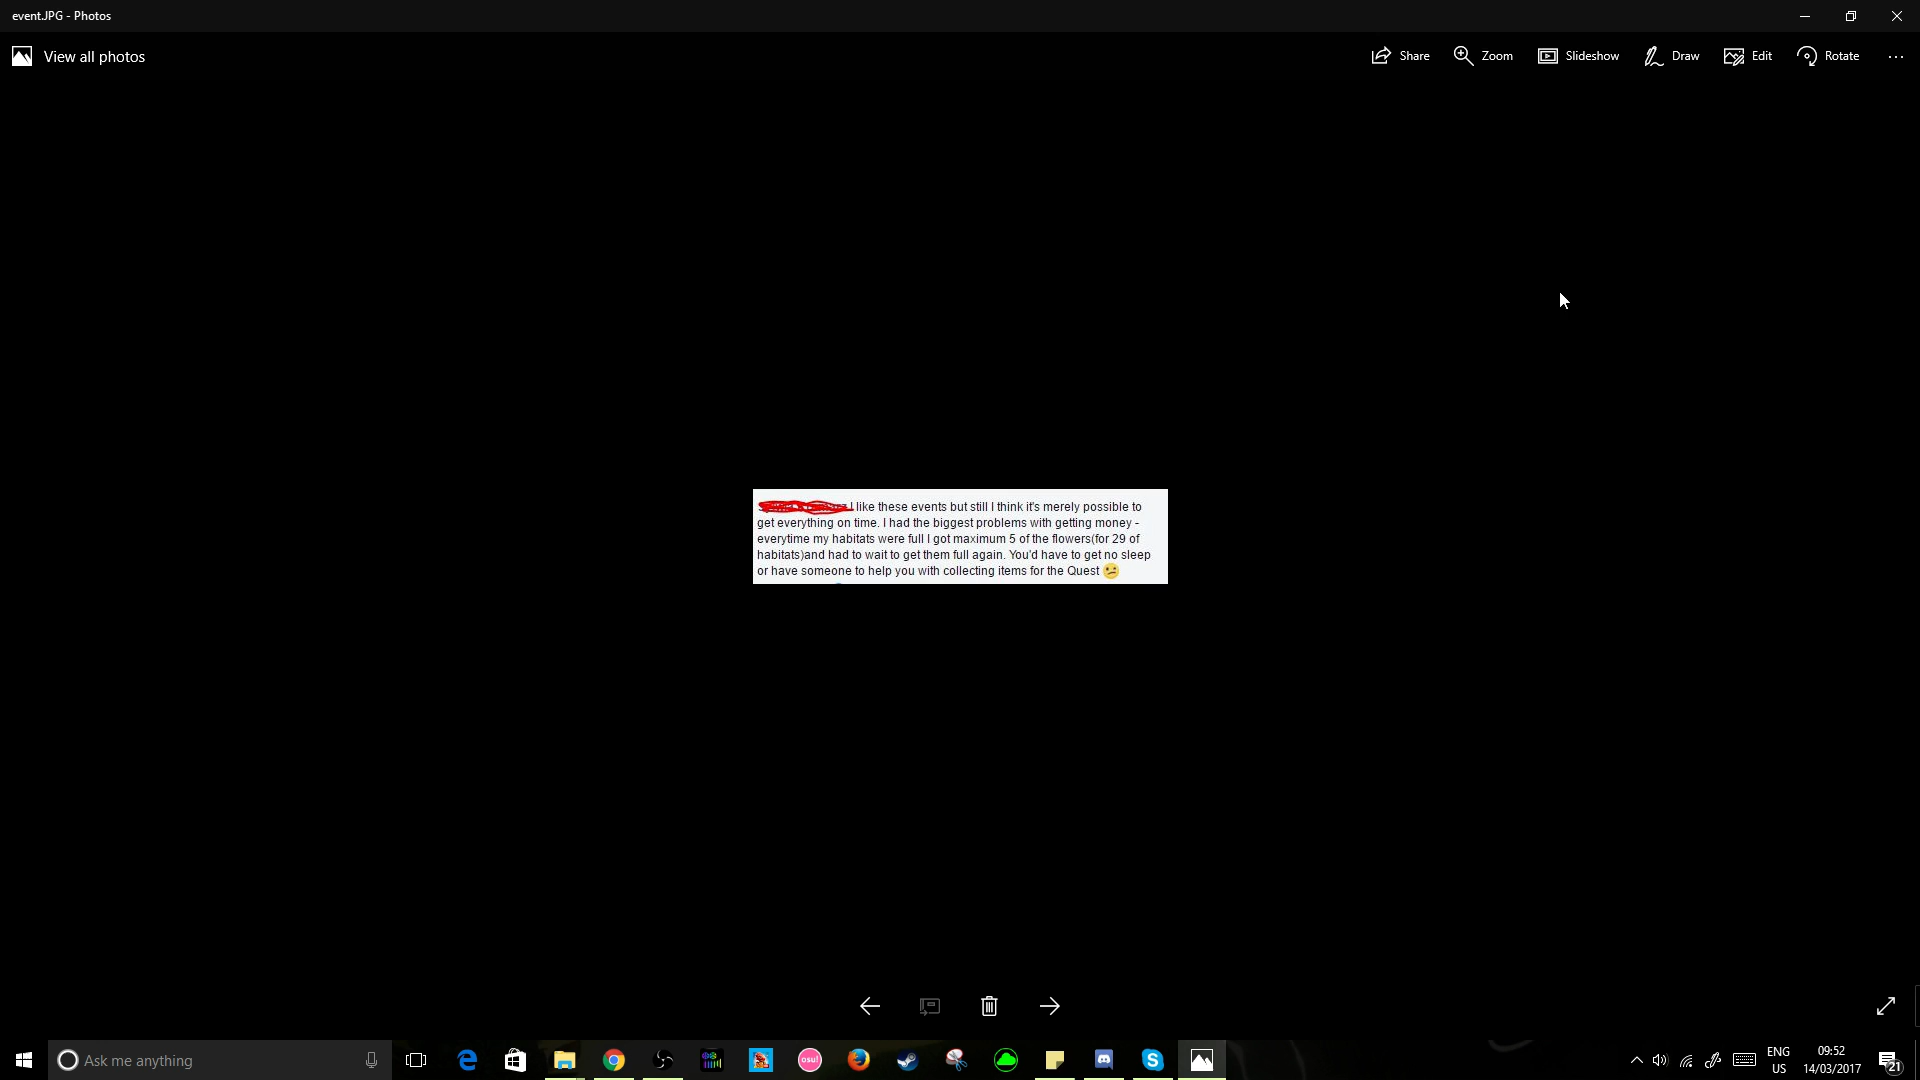 event.JPG - Photos
View all photos
Share
Zoom
Slideshow
Draw
Edit
Rotate
I like these events but still I think it's merely possible to
get everything on time. I had the biggest problems with getting money -
everytime my habitats were full I got maximum 5 of the flowers(for 29 of
habitats)and had to wait to get them full again. You'd have to get no sleep
or have someone to help you with collecting items for the Quest
Ask me anything
osu!
ENG
US
09:52
14/03/2017
21